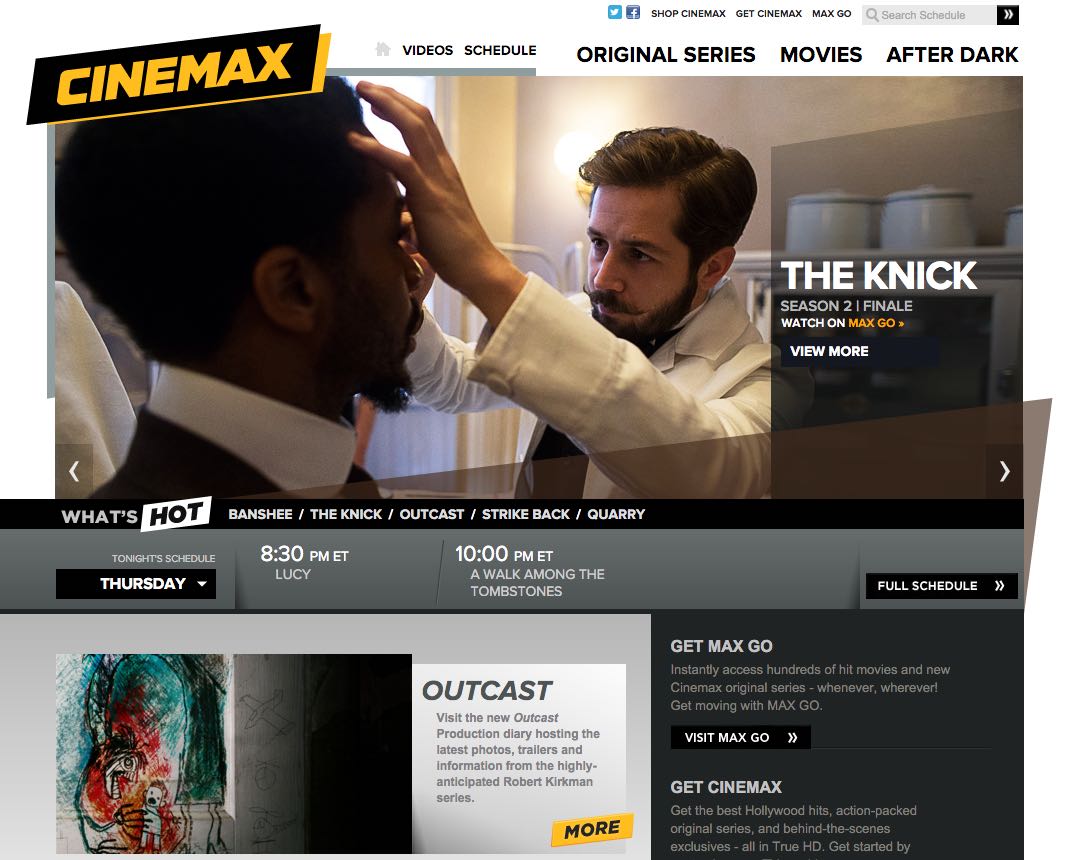 SHOP CINEMAX GET CINEMAX MAX GO Search Schedule
CINEMAX
VIDEOS SCHEDULE
ORIGINAL SERIES MOVIES AFTER DARK
THE KNICK
SEASON 2 | FINALE
WATCH ON MAX GO »
VIEW MORE
WHAT'S HOT
BANSHEE / THE KNICK / OUTCAST / STRIKE BACK / QUARRY
TONIGHT'S SCHEDULE
THURSDAY
8:30 PM ET
LUCY
10:00 PM ET
A WALK AMONG THE
TOMBSTONES
FULL SCHEDULE »
OUTCAST
Visit the new Outcast
Production diary hosting the
latest photos, trailers and
information from the highly-
anticipated Robert Kirkman
series.
MORE
GET MAX GO
Instantly access hundreds of hit movies and new
Cinemax original series - whenever, wherever!
Get moving with MAX GO.
VISIT MAX GO »
GET CINEMAX
Get the best Hollywood hits, action-packed
original series, and behind-the-scenes
exclusives - all in True HD. Get started by